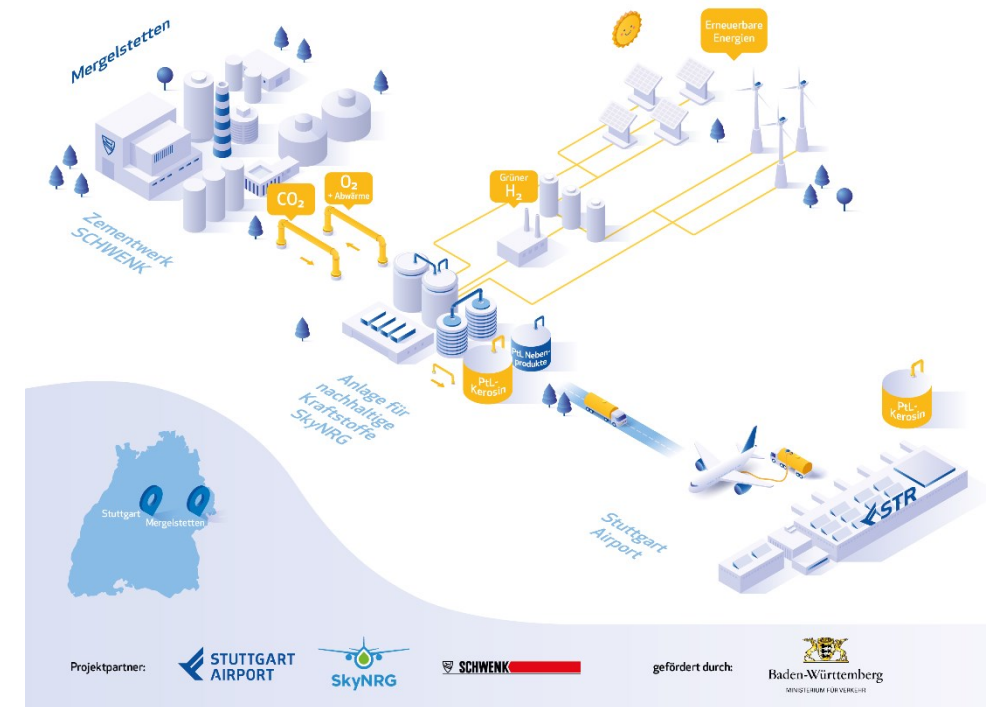 Mergelstetten
Erneuerbare
Energien
O₂
+ Abwärme
CO₂
Grüner
H₂
Zementwerk
SCHWENK
PtL Neben-
produkte
PtL-
Kerosin
Anlage für
nachhaltige
Kraftstoffe
SkyNRG
PtL-
Kerosin
STR
Stuttgart
Airport
Stuttgart
Mergelstetten
Projektpartner:
STUTTGART
AIRPORT
SkyNRG
SCHWENK
gefördert durch:
Baden-Württemberg
MINISTERIUM FÜR VERKEHR